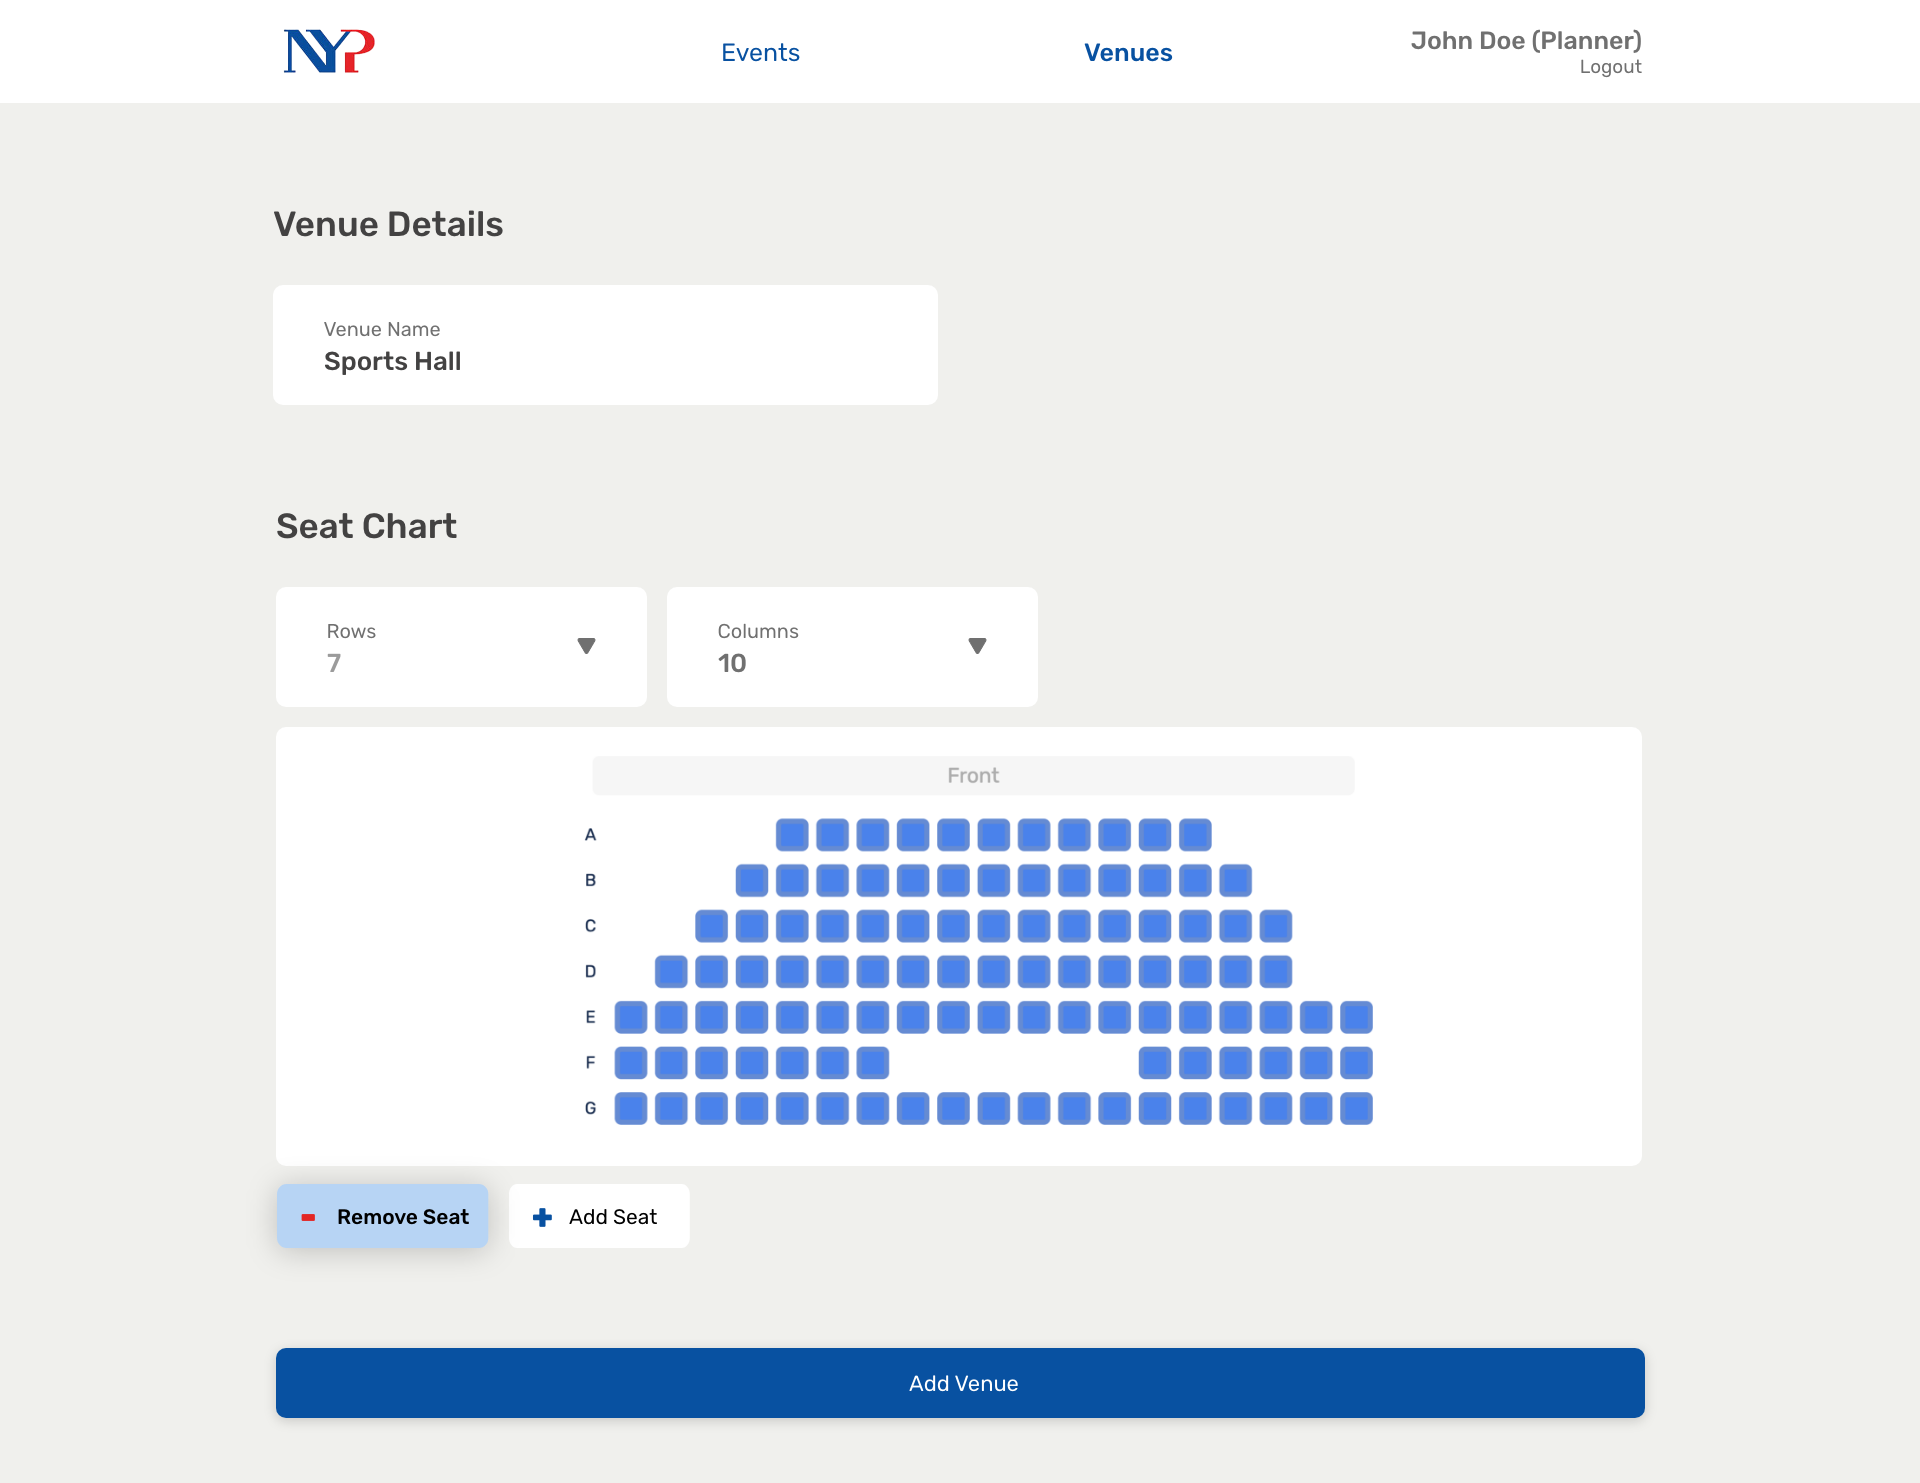 NYP
Events
Venues
John Doe (Planner)
Logout
Venue Details
Venue Name
Sports Hall
Seat Chart
Rows
7
Columns
10
Front
A
B
C
D
E
F
G
Remove Seat
Add Seat
Add Venue